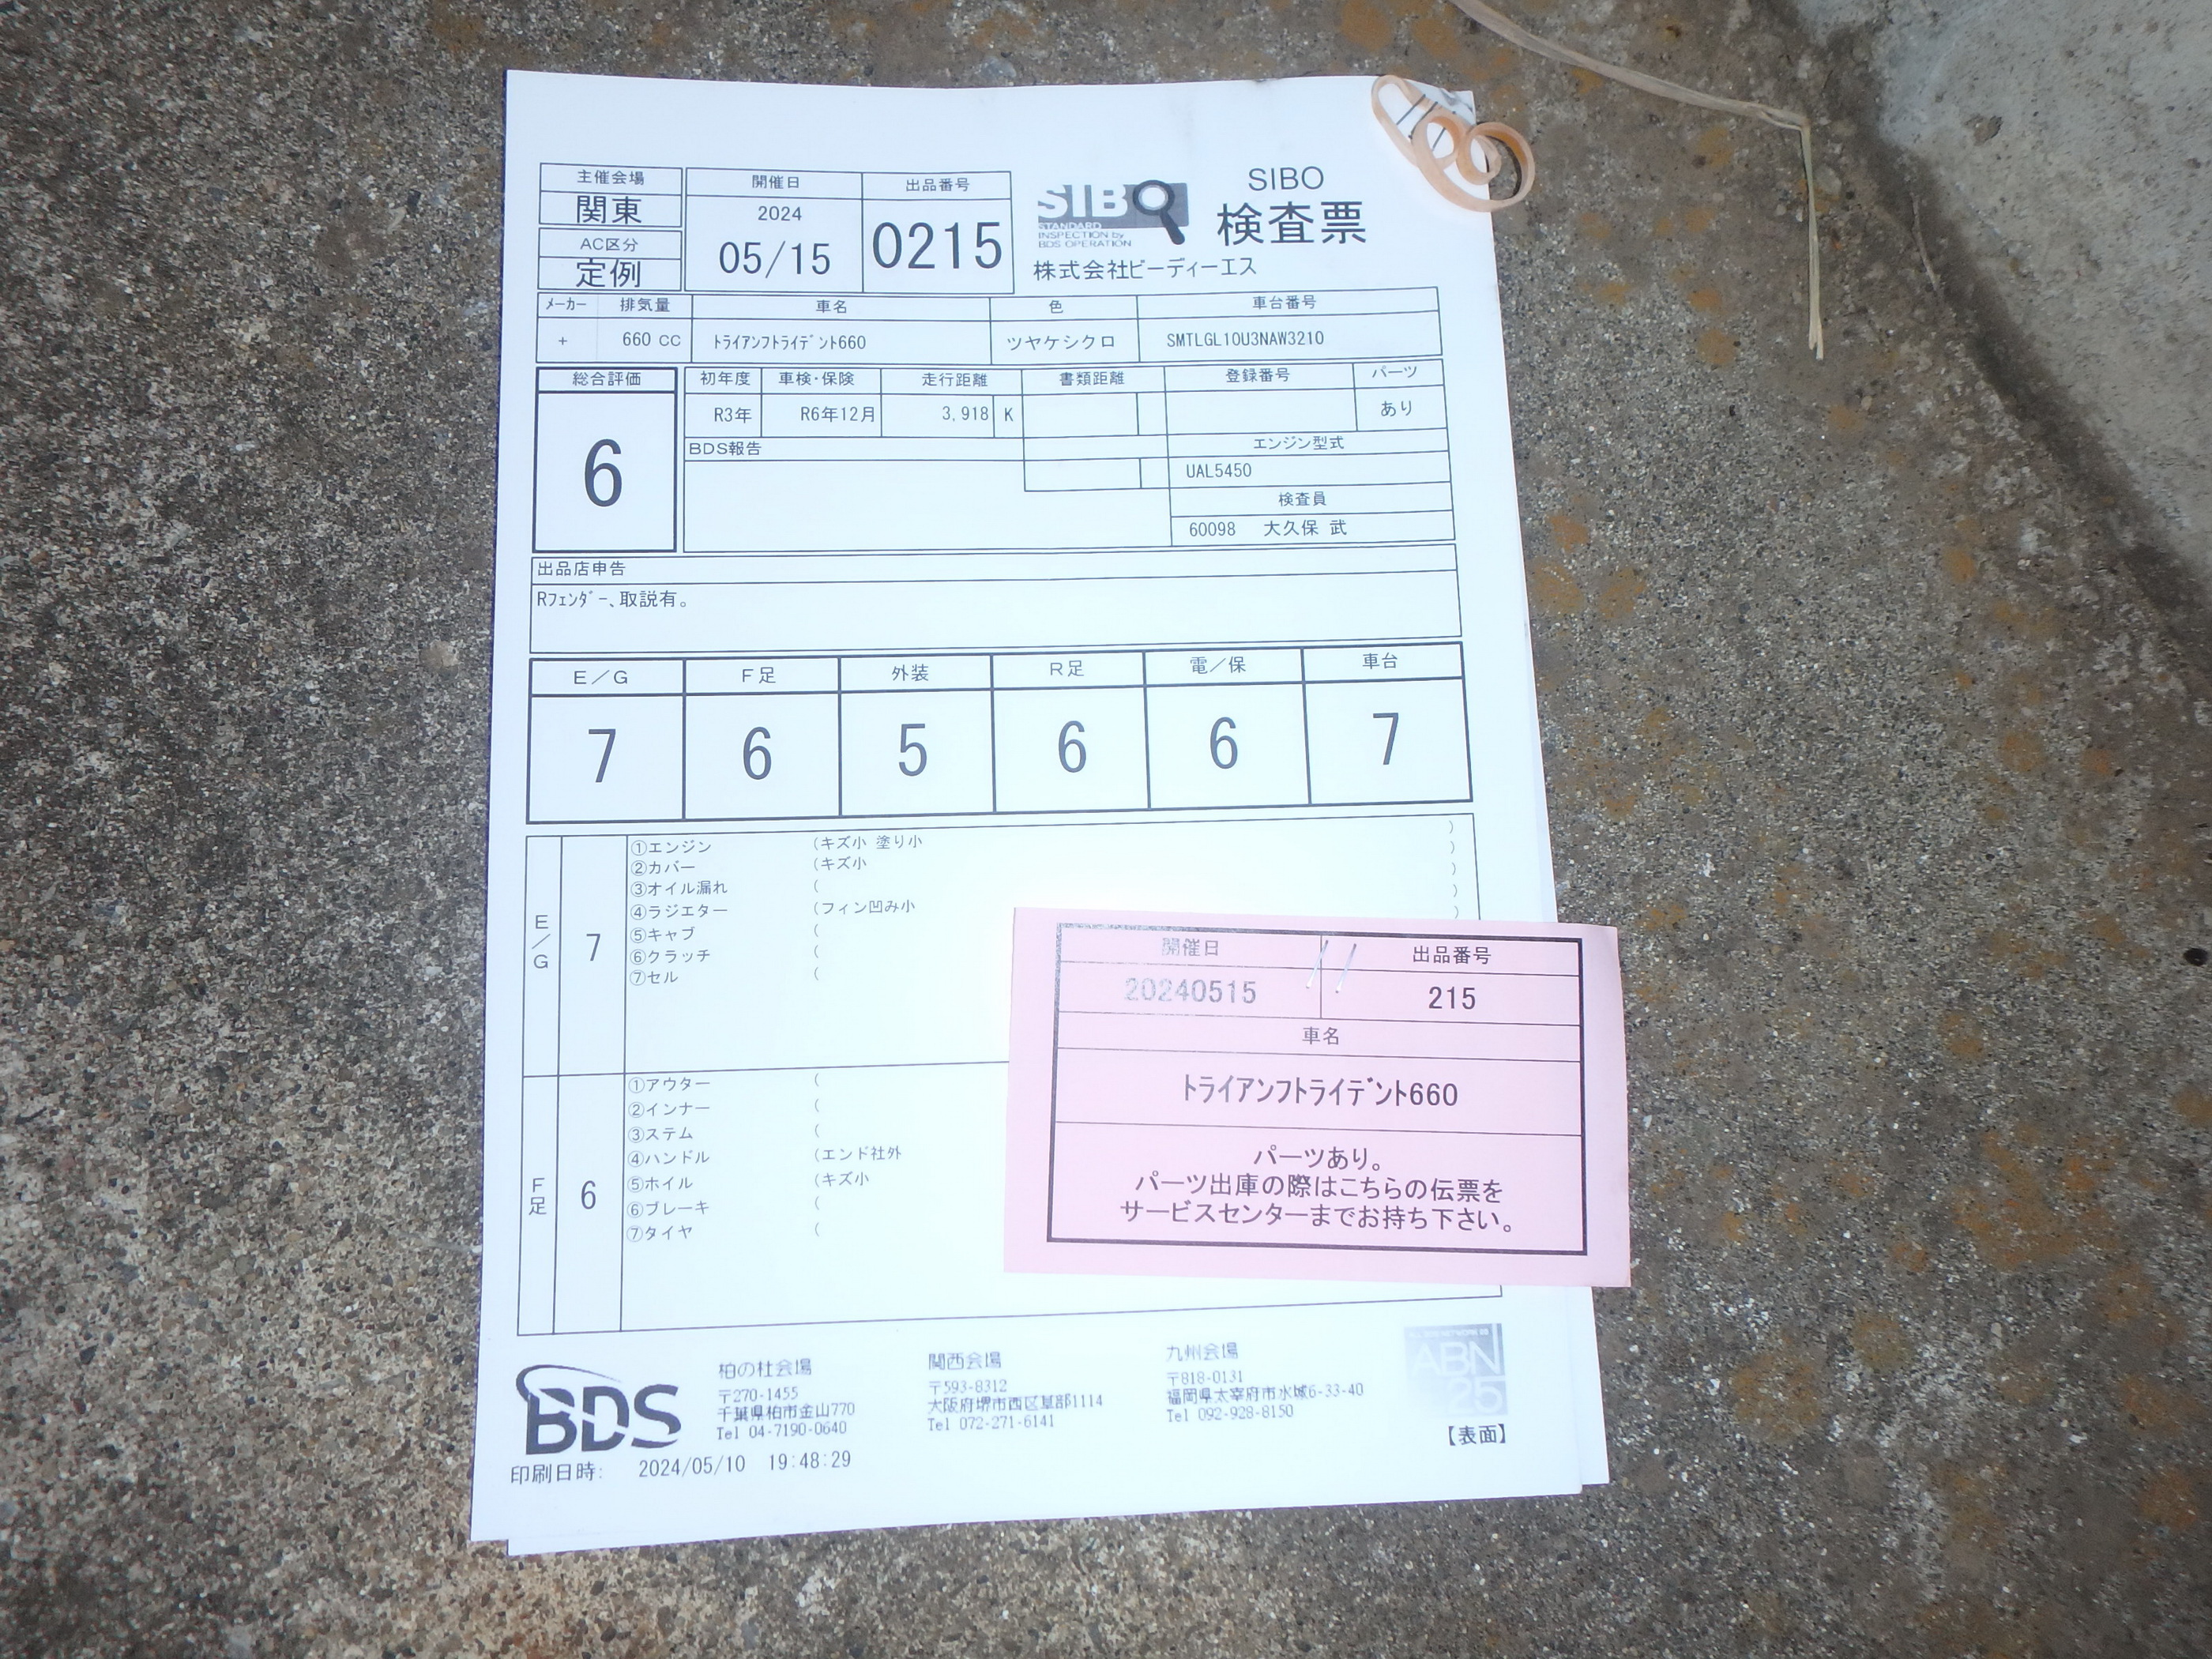 主催会場
関東
AC区分
定例
開催日
2024
05/15
出品番号
0215
SIBO
STANDARD
INSPECTION by
BDS OPERATION
SIBO
検査票
株式会社ビーディーエス
メーカー 排気量 車名 色 車台番号
+ 660 CC ﾄライアンフトライデﾞント660 ツヤケシクロ SMTLGL10U3NAW3210
総合評価
6
初年度 車検・保険 走行距離 書類距離 登録番号 パーツ
R3年 R6年12月 3,918 K あり
BDS報告
エンジン型式
UAL5450
検査員
60098 大久保 武
出品店申告
Rﾌｪﾝﾀﾞｰ、取説有。
E/G F足 外装 R足 電/保 車台
7 6 5 6 6 7
E/G
7
①エンジン (キズ小 塗り小 )
②カバー (キズ小 )
③オイル漏れ ( )
④ラジエター (フィン凹み小 )
⑤キャブ (
⑥クラッチ (
⑦セル (
F足
6
①アウター (
②インナー (
③ステム (
④ハンドル (エンド社外
⑤ホイル (キズ小
⑥ブレーキ (
⑦タイヤ (
開催日 出品番号
20240515 215
車名
トライアンフトライデﾞント660
パーツあり。
パーツ出庫の際はこちらの伝票を
サービスセンターまでお持ち下さい。
BDS
柏の杜会場
〒270-1455
千葉県柏市金山770
Tel 04-7190-0640
関西会場
〒593-8312
大阪府堺市西区草部1114
Tel 072-271-6141
九州会場
〒818-0131
福岡県太宰府市水城6-33-40
Tel 092-928-8150
ABN
25
【表面】
印刷日時: 2024/05/10 19:48:29